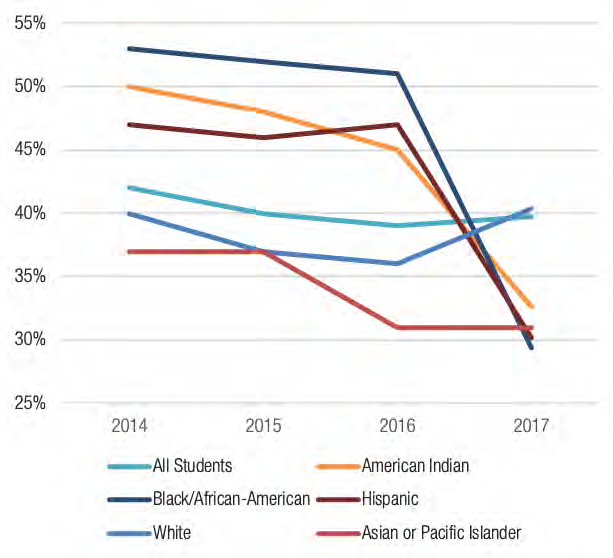 55%
50%
45%
40%
35%
30%
25%
2014 2015 2016 2017
All Students American Indian
Black/African-American Hispanic
White Asian or Pacific Islander